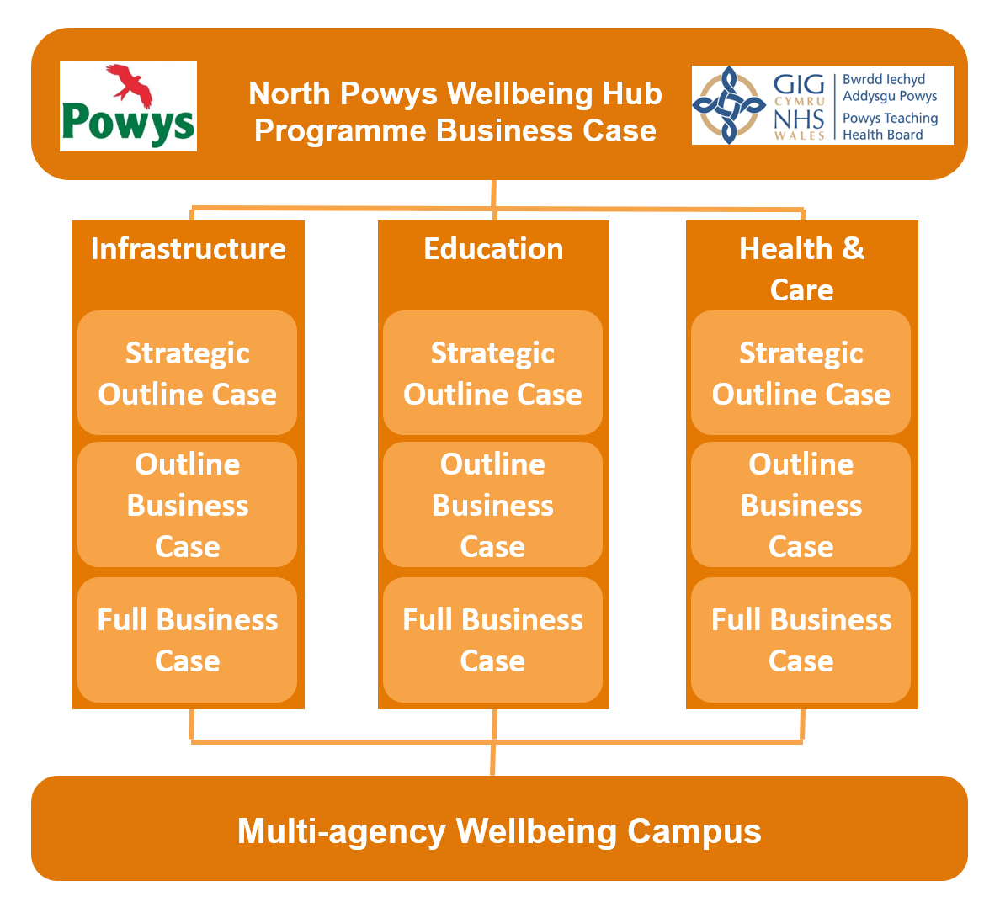 Powys
North Powys Wellbeing Hub
Programme Business Case
GIG
CYMRU
NHS
WALES
Bwrdd Iechyd
Addysgu Powys
Powys Teaching
Health Board
Infrastructure
Strategic
Outline Case
Outline
Business
Case
Full Business
Case
Education
Strategic
Outline Case
Outline
Business
Case
Full Business
Case
Health &
Care
Strategic
Outline Case
Outline
Business
Case
Full Business
Case
Multi-agency Wellbeing Campus